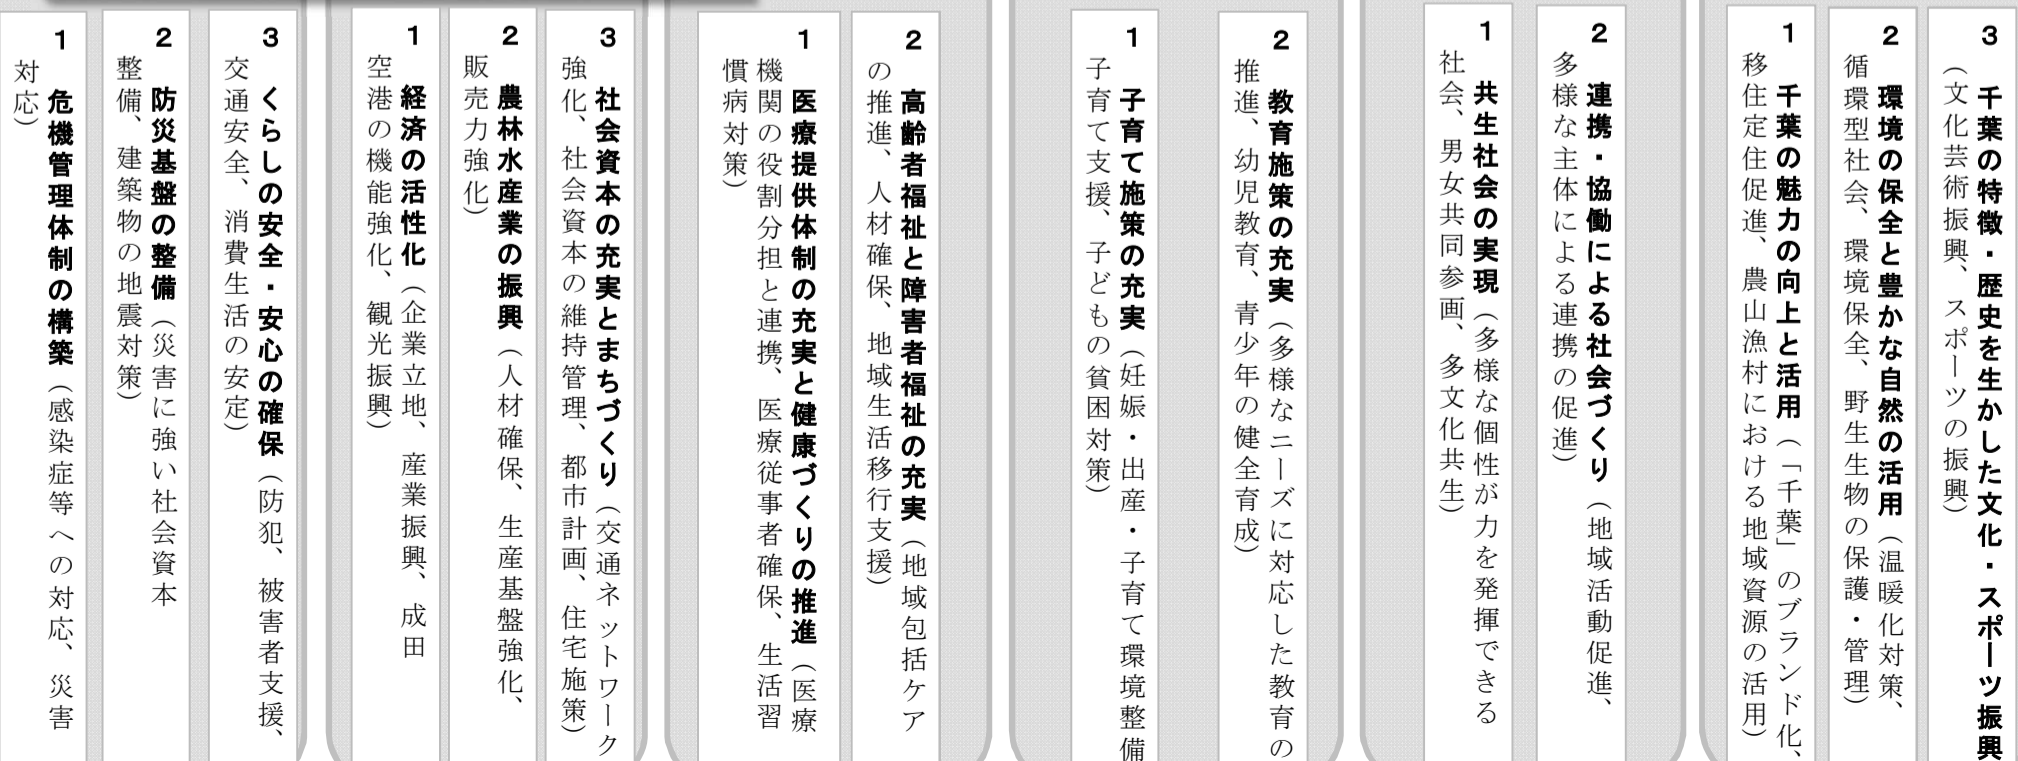 1 危機管理体制の構築（感染症等への対応、災害
対応）
2 防災基盤の整備（災害に強い社会資本
整備、建築物の地震対策）
3 くらしの安全・安心の確保（防犯、被害者支援、
交通安全、消費生活の安定）
1 経済の活性化（企業立地、産業振興、成田
空港の機能強化、観光振興）
2 農林水産業の振興（人材確保、生産基盤強化、
販売力強化）
3 社会資本の充実とまちづくり（交通ネットワーク
強化、社会資本の維持管理、都市計画、住宅施策）
1 医療提供体制の充実と健康づくりの推進（医療
機関の役割分担と連携、医療従事者確保、生活習
慣病対策）
2 高齢者福祉と障害者福祉の充実（地域包括ケア
の推進、人材確保、地域生活移行支援）
1 子育て施策の充実（妊娠・出産・子育て環境整備
子育て支援、子どもの貧困対策）
2 教育施策の充実（多様なニーズに対応した教育の
推進、幼児教育、青少年の健全育成）
1 共生社会の実現（多様な個性が力を発揮できる
社会、男女共同参画、多文化共生）
2 連携・協働による社会づくり（地域活動促進、
多様な主体による連携の促進）
1 千葉の魅力の向上と活用（「千葉」のブランド化、
移住定住促進、農山漁村における地域資源の活用）
2 環境の保全と豊かな自然の活用（温暖化対策、
循環型社会、環境保全、野生生物の保護・管理）
3 千葉の特徴・歴史を生かした文化・スポーツ振興
（文化芸術振興、スポーツの振興）